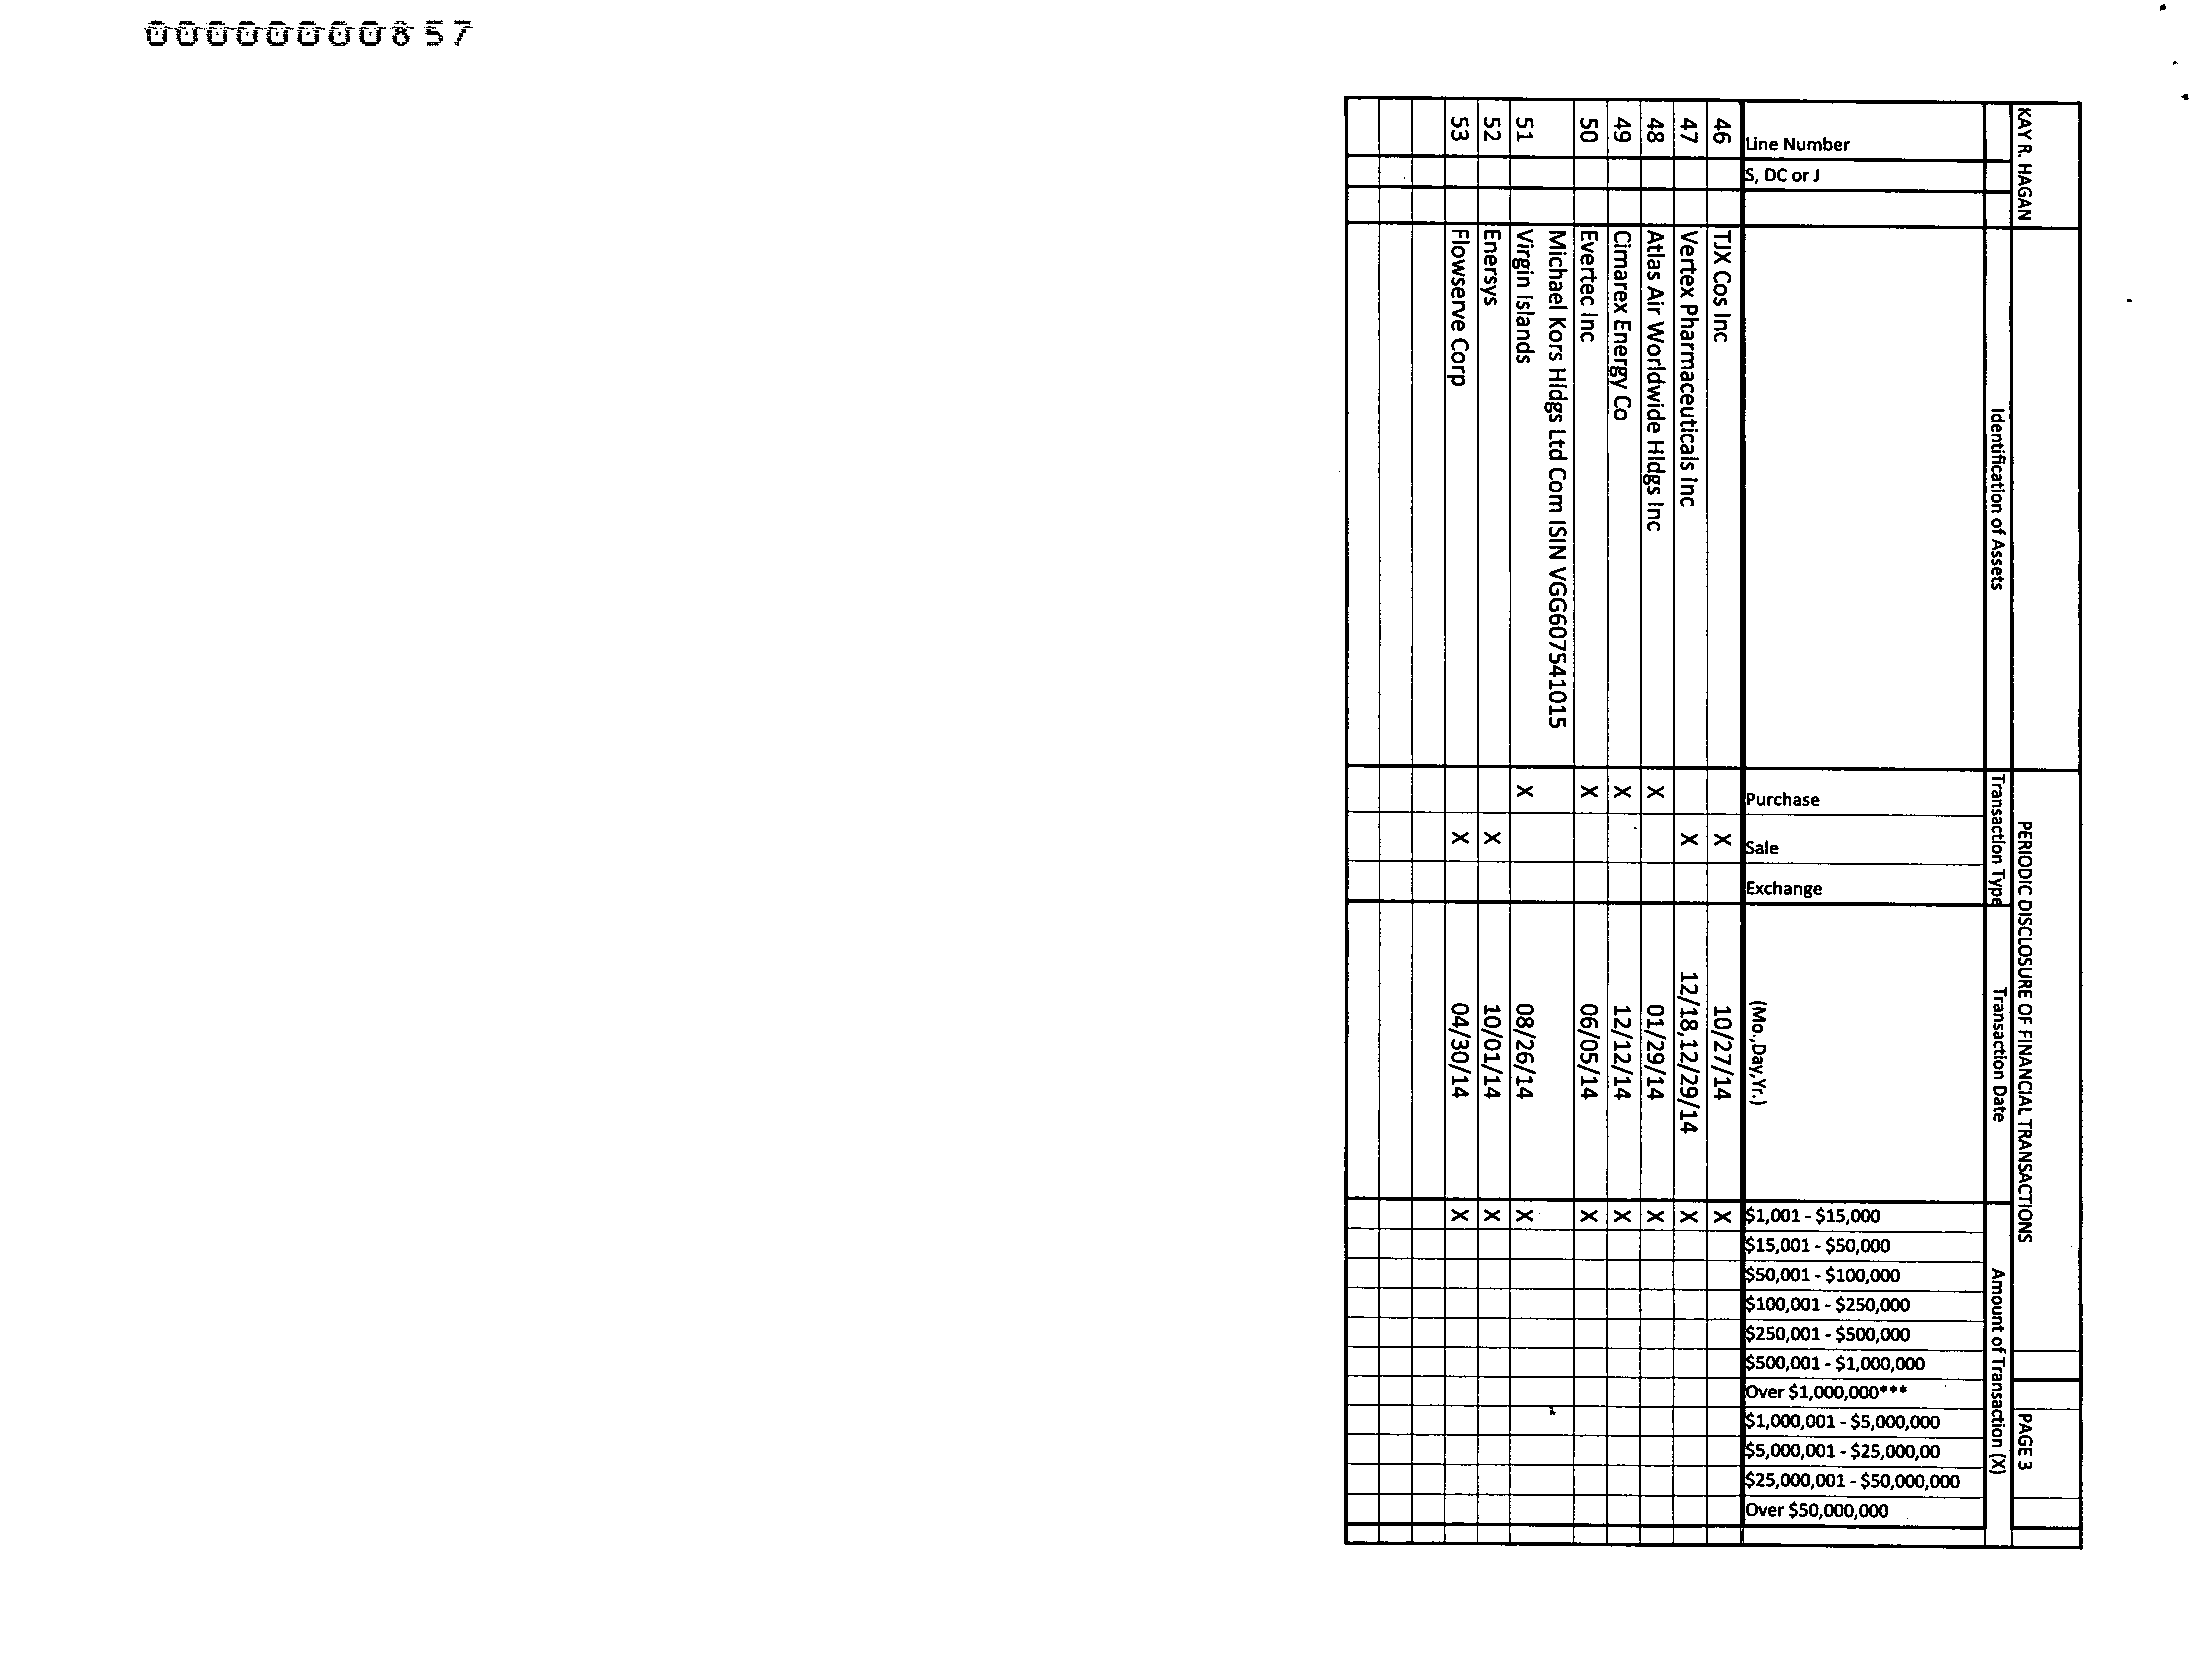 00000000857
KAY R. HAGAN PERIODIC DISCLOSURE OF FINANCIAL TRANSACTIONS PAGE 3
Identification of Assets Transaction Type Transaction Date Amount of Transaction (X)
Line Number S, DC or J Purchase Sale Exchange (Mo.,Day,Yr.) $1,001 - $15,000 $15,001 - $50,000 $50,001 - $100,000 $100,001 - $250,000 $250,001 - $500,000 $500,001 - $1,000,000 Over $1,000,000*** $1,000,001 - $5,000,000 $5,000,001 - $25,000,00 $25,000,001 - $50,000,000 Over $50,000,000
46 TJX Cos Inc X 10/27/14 X
47 Vertex Pharmaceuticals Inc X 12/18,12/29/14 X
48 Atlas Air Worldwide Hldgs Inc X 01/29/14 X
49 Cimarex Energy Co X 12/12/14 X
50 Evertec Inc X 06/05/14 X
Michael Kors Hldgs Ltd Com ISIN VGG607541015
51 Virgin Islands X 08/26/14 X
52 Enersys X 10/01/14 X
53 Flowserve Corp X 04/30/14 X